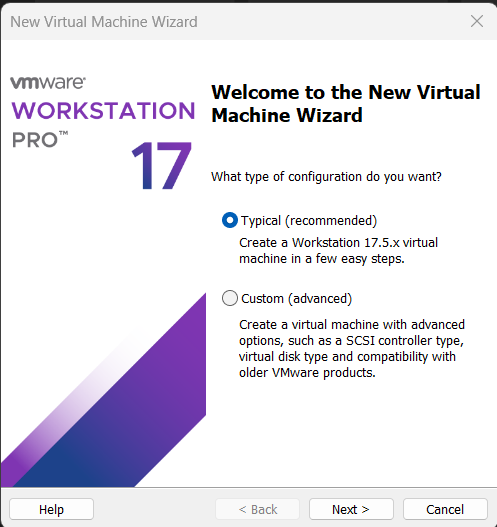 New Virtual Machine Wizard
vmware®
WORKSTATION
PRO™
17
Welcome to the New Virtual
Machine Wizard
What type of configuration do you want?
Typical (recommended)
Create a Workstation 17.5.x virtual
machine in a few easy steps.
Custom (advanced)
Create a virtual machine with advanced
options, such as a SCSI controller type,
virtual disk type and compatibility with
older VMware products.
Help
< Back
Next >
Cancel